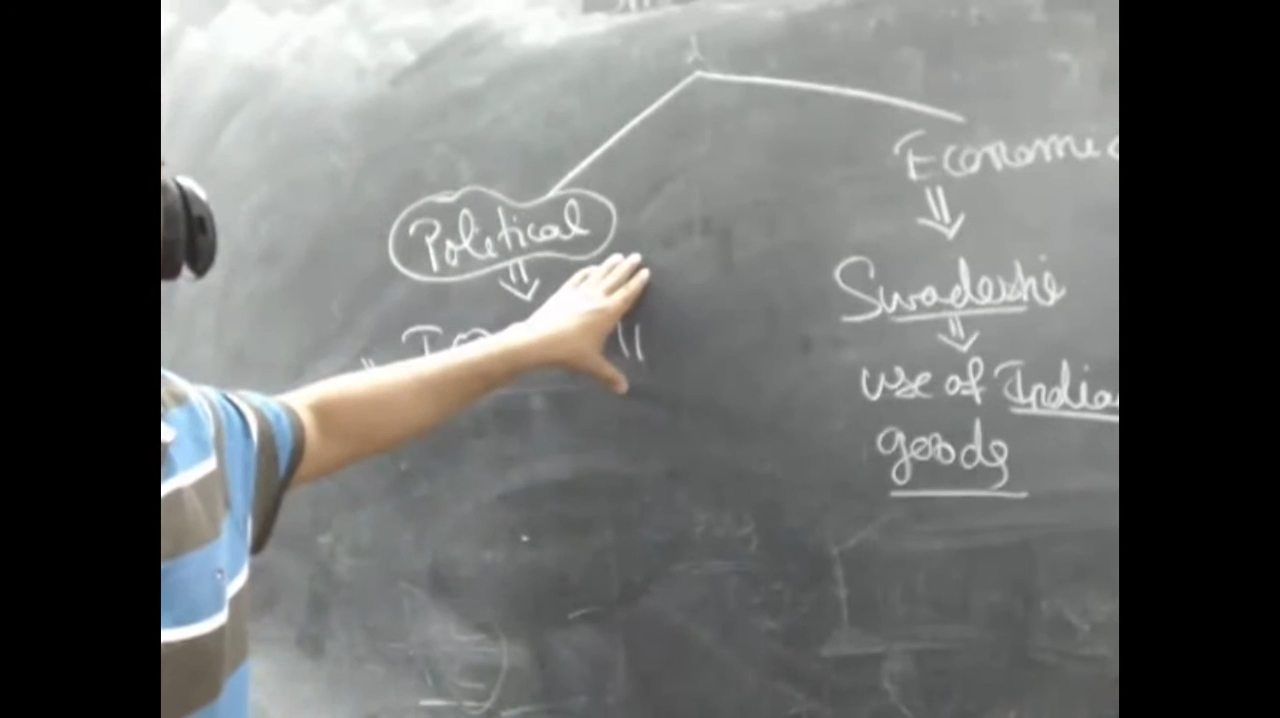 Political
Economic
Swadeshi
use of Indian
goods